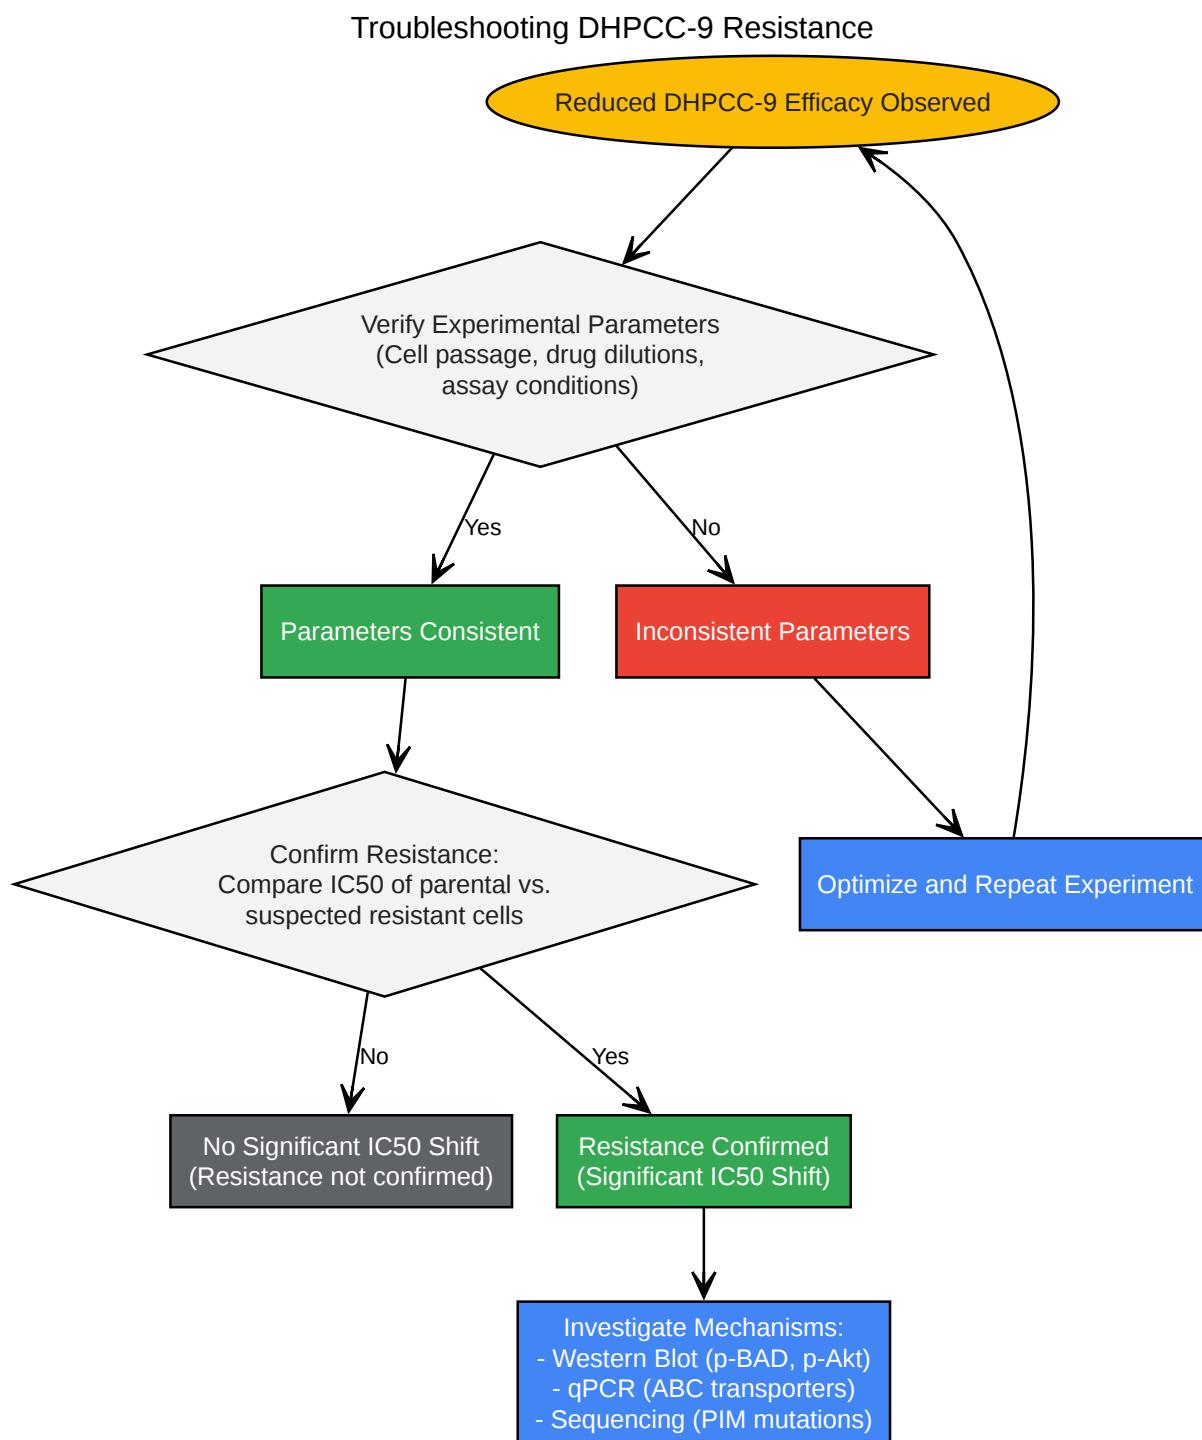 Troubleshooting DHPCC-9 Resistance
Reduced DHPCC-9 Efficacy Observed
Verify Experimental Parameters
(Cell passage, drug dilutions,
assay conditions)
Yes
No
Parameters Consistent
Inconsistent Parameters
Confirm Resistance:
Compare IC50 of parental vs.
suspected resistant cells
Optimize and Repeat Experiment
No
Yes
No Significant IC50 Shift
(Resistance not confirmed)
Resistance Confirmed
(Significant IC50 Shift)
Investigate Mechanisms:
- Western Blot (p-BAD, p-Akt)
- qPCR (ABC transporters)
- Sequencing (PIM mutations)